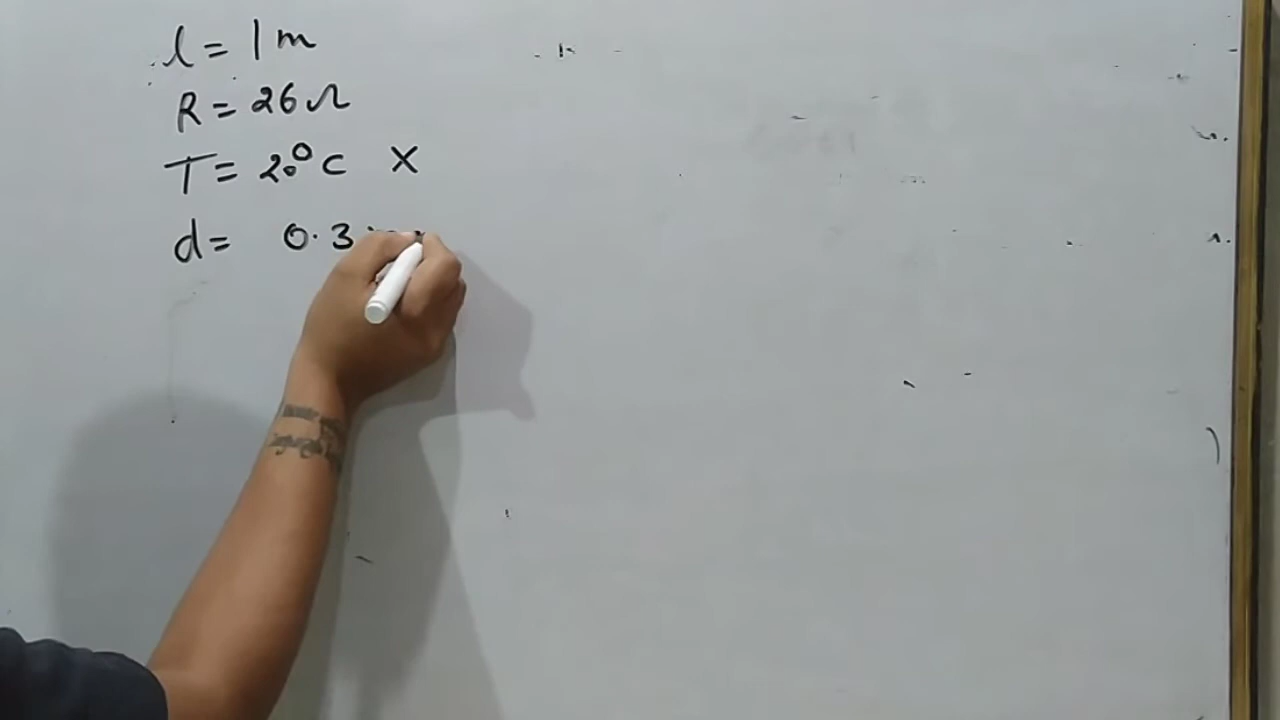 l = 1 m
R = 26 Ω
T = 20°C X
d = 0.3